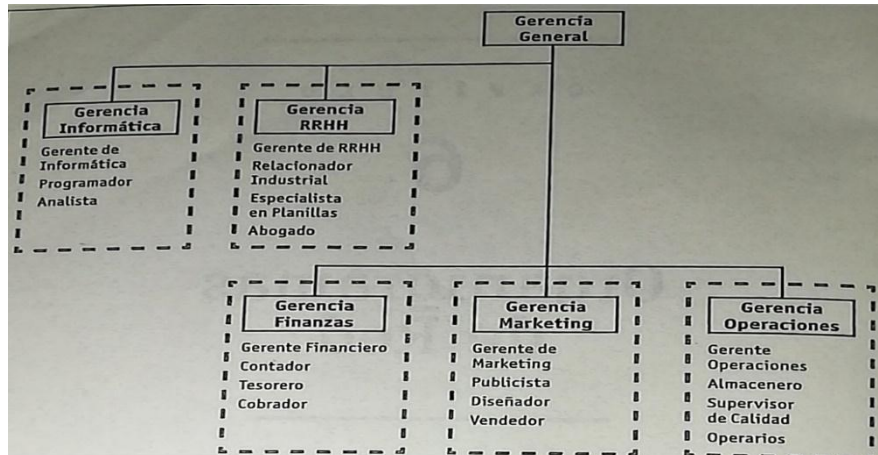 Gerencia
General
Gerencia
Informática
Gerente de
Informática
Programador
Analista
Gerencia
RRHH
Gerente de RRHH
Relacionador
Industrial
Especialista
en Planillas
Abogado
Gerencia
Finanzas
Gerente Financiero
Contador
Tesorero
Cobrador
Gerencia
Marketing
Gerente de
Marketing
Publicista
Diseñador
Vendedor
Gerencia
Operaciones
Gerente
Operaciones
Almacenero
Supervisor
de Calidad
Operarios